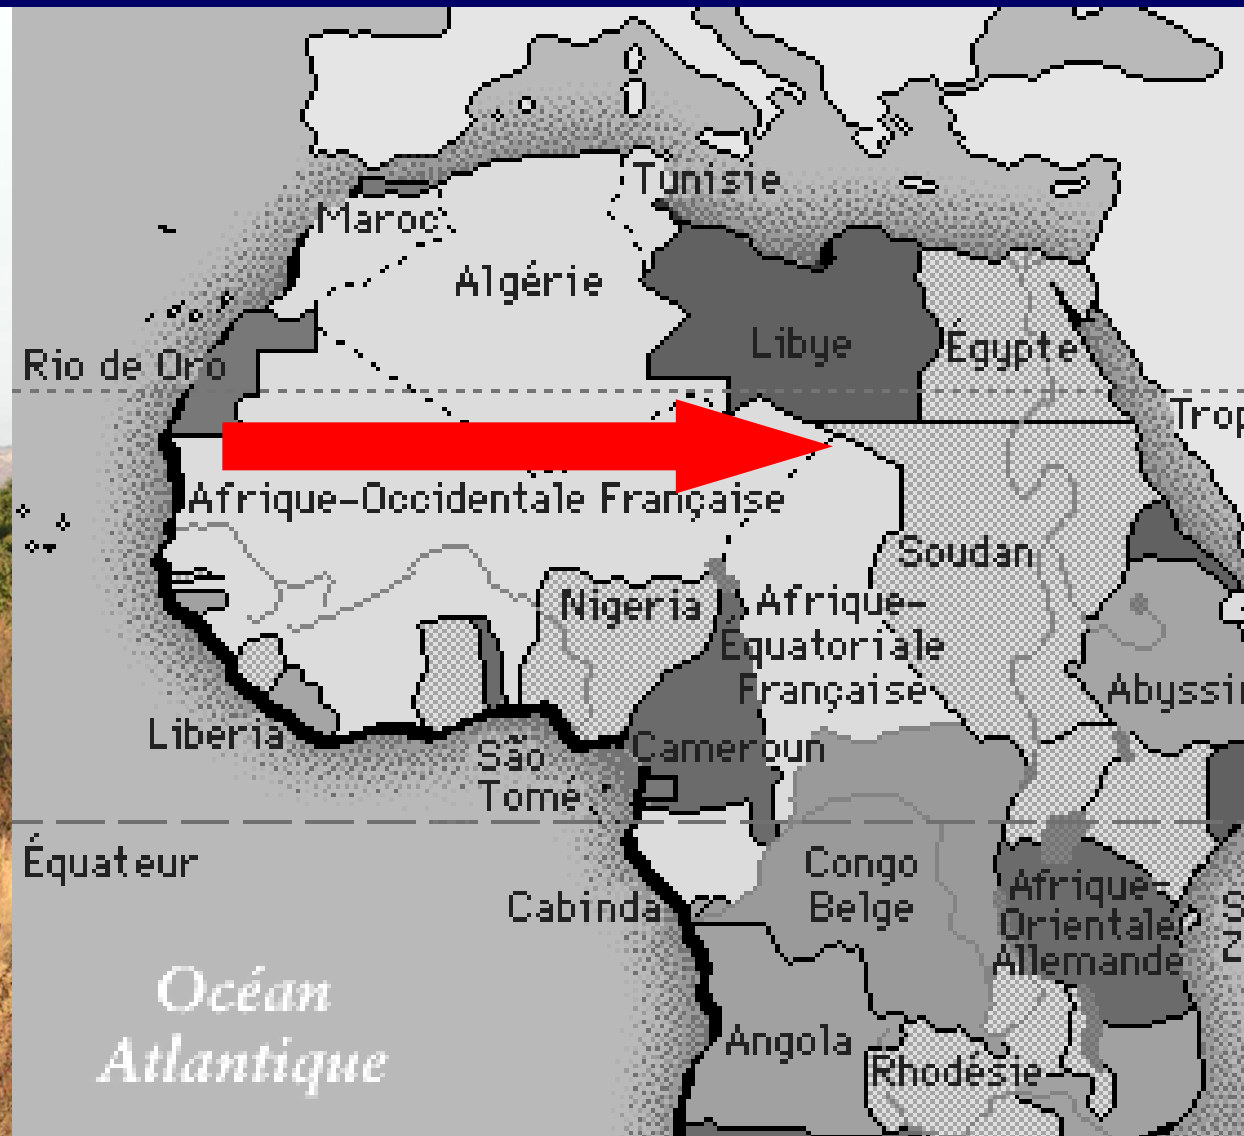 Tunisie
Maroc
Algérie
Libye
Égypte
Rio de Oro
Trop
Afrique-Occidentale Française
Soudan
Nigeria
Afrique-
Equatoriale
Française
Abyssi
Liberia
São
Tomé
Cameroun
Équateur
Congo
Belge
Cabinda
Afrique-
Orientale
Allemande
Océan
Atlantique
Angola
Rhodésie